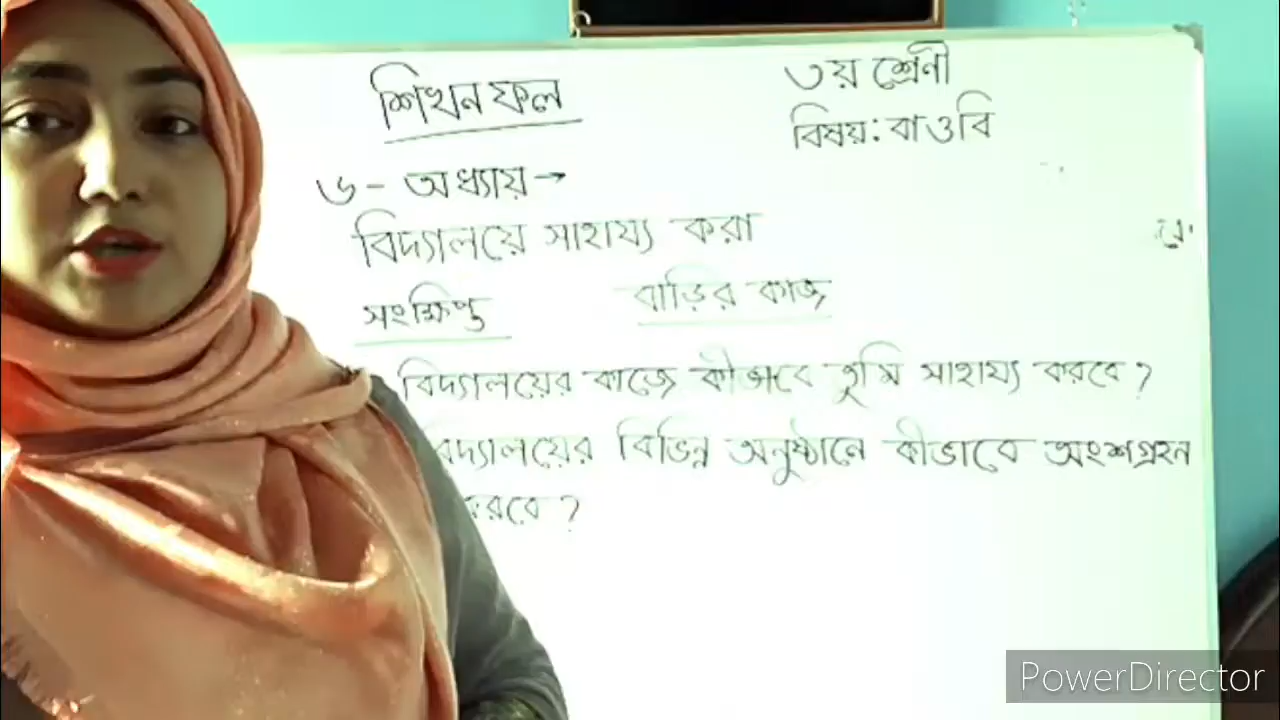 শিখনফল
৩য় শ্রেণী
বিষয়: বাওবি
৬ - অধ্যায় →
বিদ্যালয়ে সাহায্য করা
সংক্ষিপ্ত
বাড়ির কাজ
বিদ্যালয়ের কাজে কীভাবে তুমি সাহায্য করবে?
বিদ্যালয়ের বিভিন্ন অনুষ্ঠানে কীভাবে অংশগ্রহন
করবে?
PowerDirector